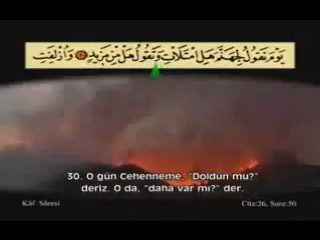 يَوْمَ نَقُولُ لِجَهَنَّمَ هَلِ امْتَلَأْتِ وَتَقُولُ هَلْ مِنْ مَزِيدٍ ﴿٣٠﴾ وَأُزْلِفَتِ
30. O gün Cehenneme, "Doldun mu?"
deriz. O da, "daha var mı?" der.
Kâf Sûresi Cüz:26, Sure:50